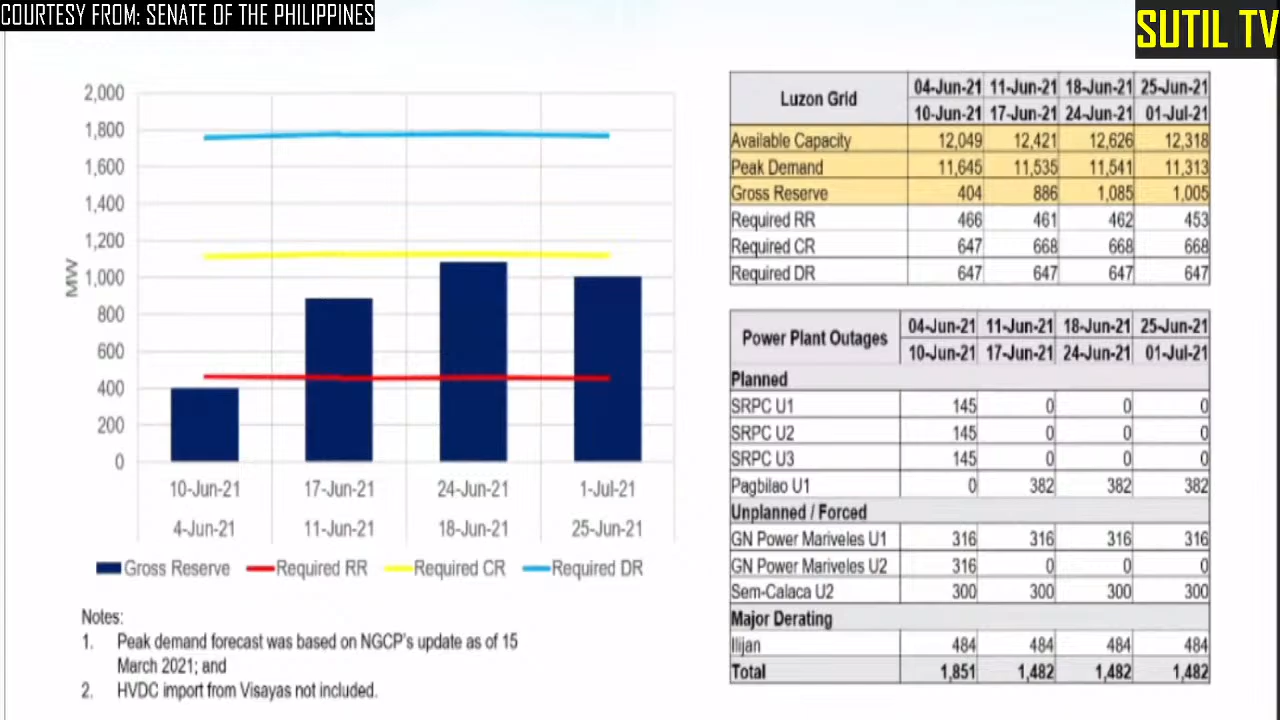 COURTESY FROM: SENATE OF THE PHILIPPINES
SUTIL TV
2,000
1,800
1,600
1,400
1,200
1,000
800
600
400
200
0
MW
10-Jun-21 17-Jun-21 24-Jun-21 1-Jul-21
4-Jun-21 11-Jun-21 18-Jun-21 25-Jun-21
Gross Reserve Required RR Required CR Required DR
Notes:
1. Peak demand forecast was based on NGCP's update as of 15
March 2021; and
2. HVDC import from Visayas not included.
Luzon Grid
04-Jun-21 11-Jun-21 18-Jun-21 25-Jun-21
10-Jun-21 17-Jun-21 24-Jun-21 01-Jul-21
Available Capacity 12,049 12,421 12,626 12,318
Peak Demand 11,645 11,535 11,541 11,313
Gross Reserve 404 886 1,085 1,005
Required RR 466 461 462 453
Required CR 647 668 668 668
Required DR 647 647 647 647
Power Plant Outages
04-Jun-21 11-Jun-21 18-Jun-21 25-Jun-21
10-Jun-21 17-Jun-21 24-Jun-21 01-Jul-21
Planned
SRPC U1 145 0 0 0
SRPC U2 145 0 0 0
SRPC U3 145 0 0 0
Pagbilao U1 0 382 382 382
Unplanned / Forced
GN Power Mariveles U1 316 316 316 316
GN Power Mariveles U2 316 0 0 0
Sem-Calaca U2 300 300 300 300
Major Derating
Ilijan 484 484 484 484
Total 1,851 1,482 1,482 1,482